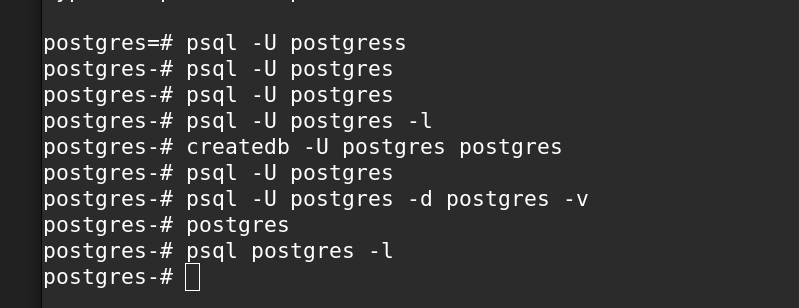 postgres=# psql -U postgress
postgres-# psql -U postgres
postgres-# psql -U postgres
postgres-# psql -U postgres -l
postgres-# createdb -U postgres postgres
postgres-# psql -U postgres
postgres-# psql -U postgres -d postgres -v
postgres-# postgres
postgres-# psql postgres -l
postgres-#